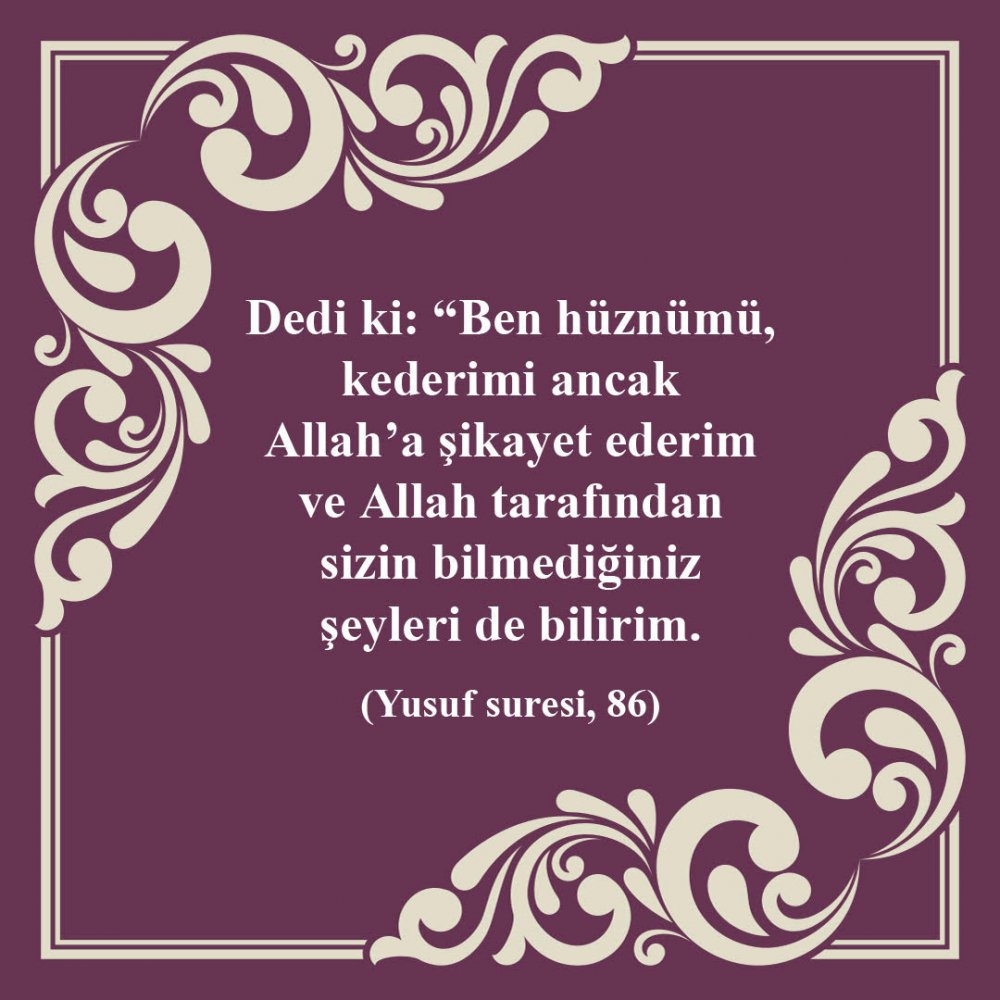 Dedi ki: “Ben hüznümü,
kederimi ancak
Allah’a şikayet ederim
ve Allah tarafından
sizin bilmediğiniz
şeyleri de bilirim.
(Yusuf suresi, 86)